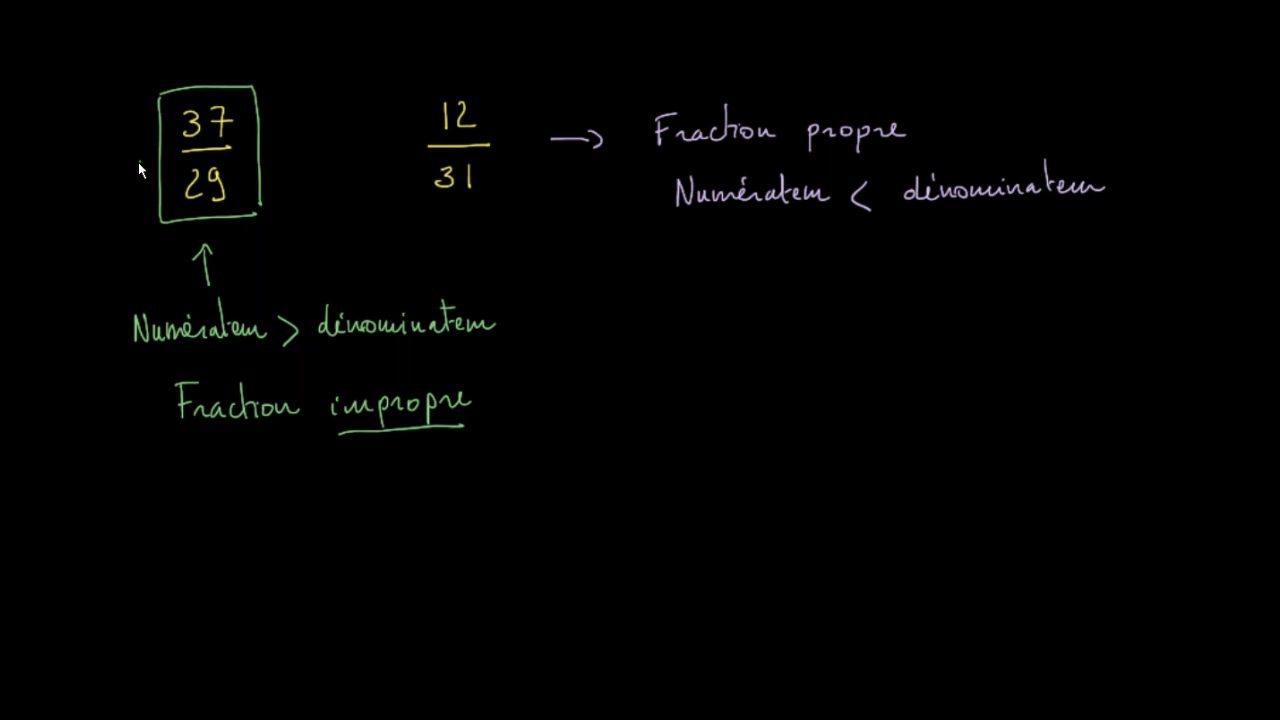 37
29
12
31
→ Fraction propre
Numérateur < dénominateur
Numérateur > dénominateur
Fraction impropre